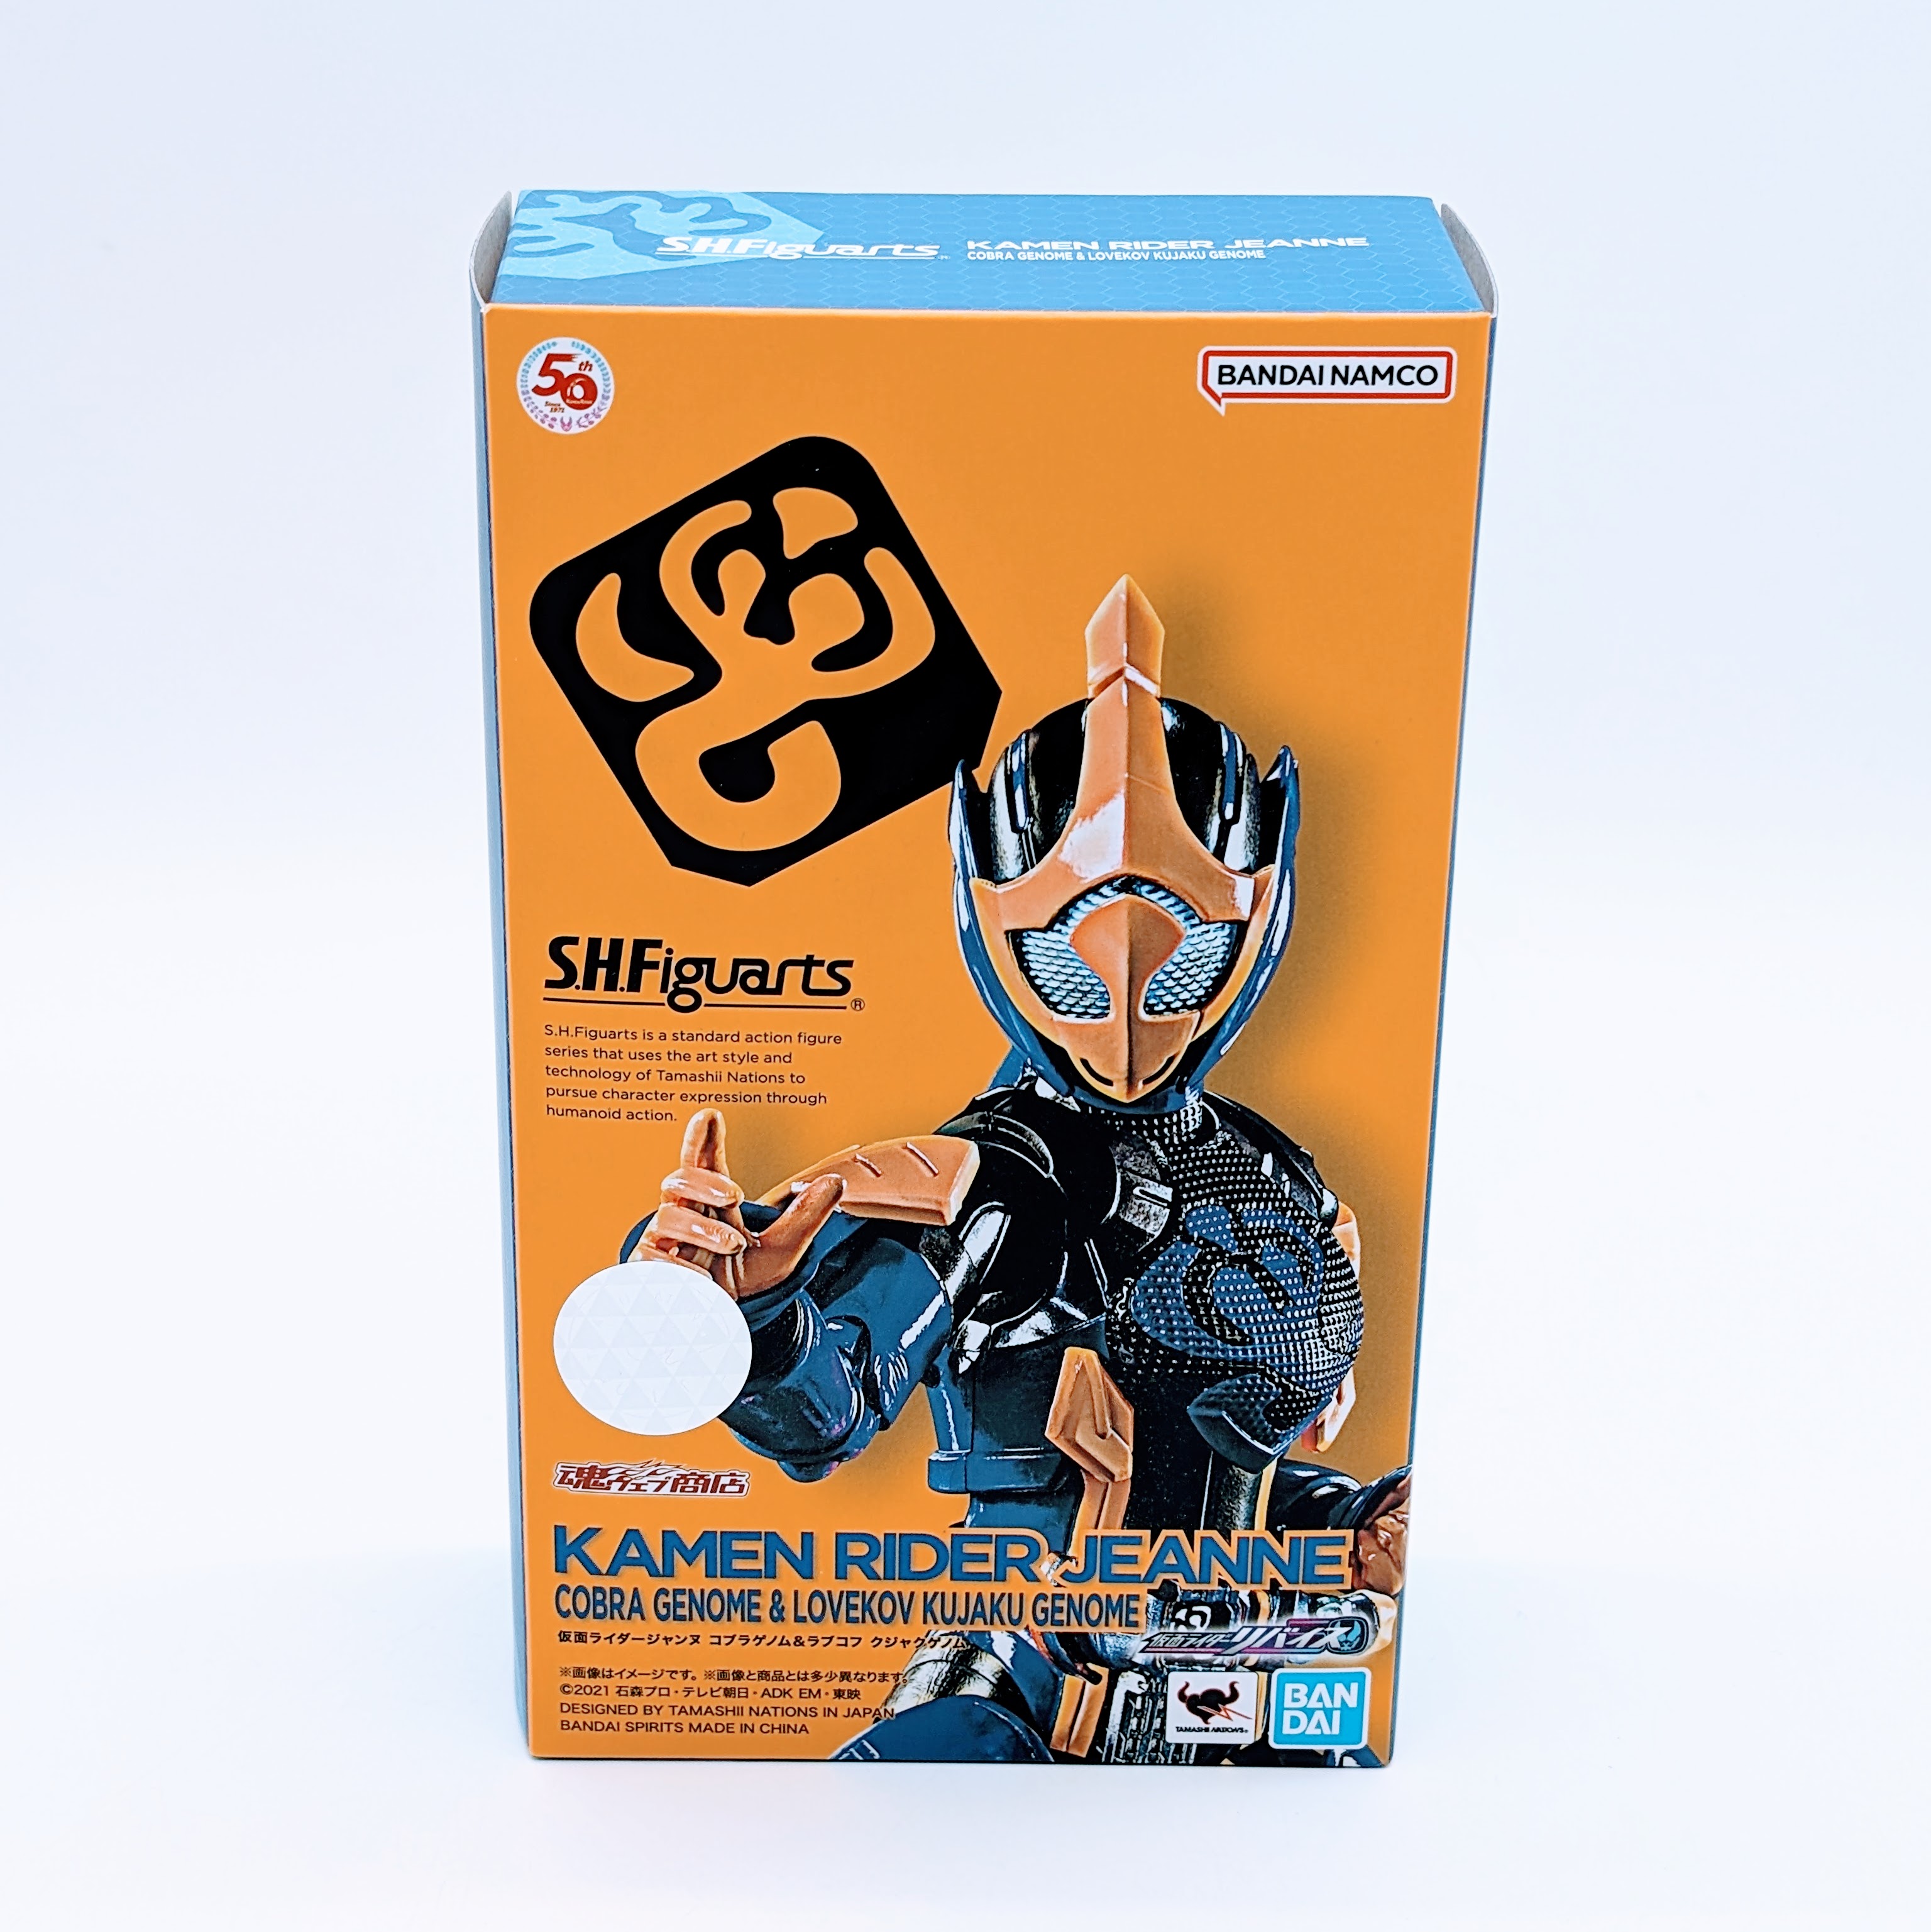 S.H.Figuarts KAMEN RIDER JEANNE
COBRA GENOME & LOVEKOV KUJAKU GENOME
50th
Since 1971
BANDAI NAMCO
S.H.Figuarts®
S.H.Figuarts is a standard action figure
series that uses the art style and
technology of Tamashii Nations to
pursue character expression through
humanoid action.
魂ウェブ商店
KAMEN RIDER JEANNE
COBRA GENOME & LOVEKOV KUJAKU GENOME
仮面ライダージャンヌ コブラゲノム&ラブコフ クジャクゲノム
仮面ライダーリバイス
※画像はイメージです。※画像と商品とは多少異なります。
©2021 石森プロ・テレビ朝日・ADK EM・東映
DESIGNED BY TAMASHII NATIONS IN JAPAN
BANDAI SPIRITS MADE IN CHINA
TAMASHII NATIONS®
BAN
DAI